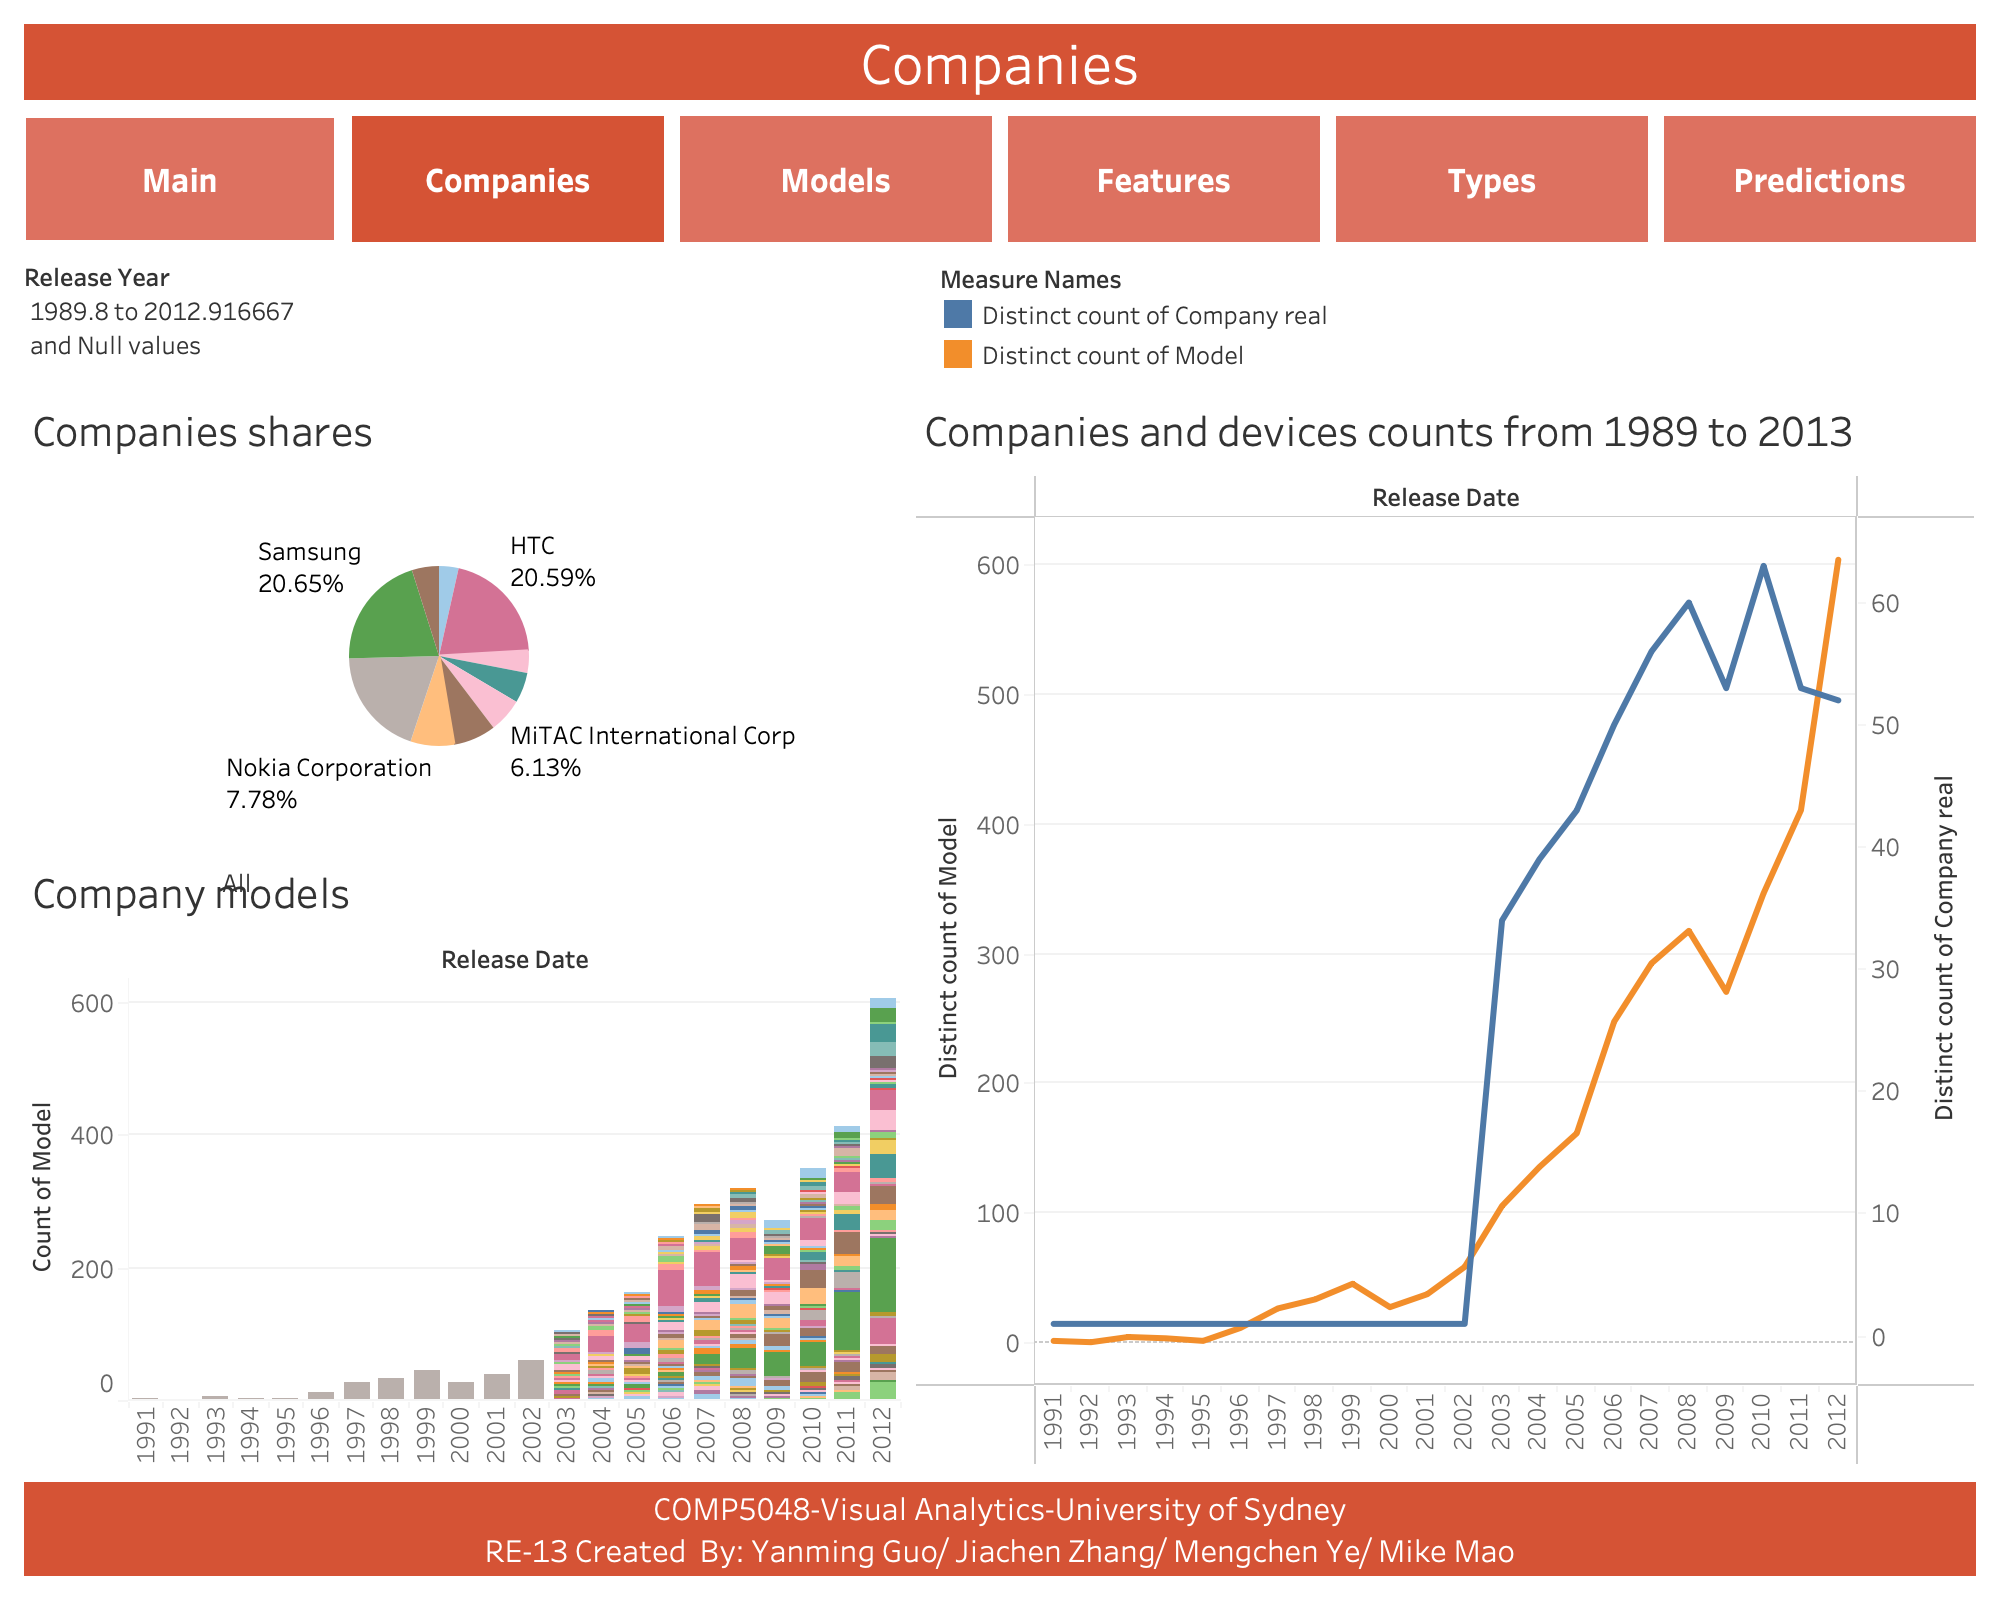 Companies
Main
Companies
Models
Features
Types
Predictions
Release Year
1989.8 to 2012.916667
and Null values
Measure Names
Distinct count of Company real
Distinct count of Model
Companies shares
Samsung
20.65%
HTC
20.59%
MiTAC International Corp
6.13%
Nokia Corporation
7.78%
All
Company models
Release Date
Count of Model
600
400
200
0
1991
1992
1993
1994
1995
1996
1997
1998
1999
2000
2001
2002
2003
2004
2005
2006
2007
2008
2009
2010
2011
2012
Companies and devices counts from 1989 to 2013
Release Date
Distinct count of Model
600
500
400
300
200
100
0
60
50
40
30
20
10
0
Distinct count of Company real
1991
1992
1993
1994
1995
1996
1997
1998
1999
2000
2001
2002
2003
2004
2005
2006
2007
2008
2009
2010
2011
2012
COMP5048-Visual Analytics-University of Sydney
RE-13 Created  By: Yanming Guo/ Jiachen Zhang/ Mengchen Ye/ Mike Mao